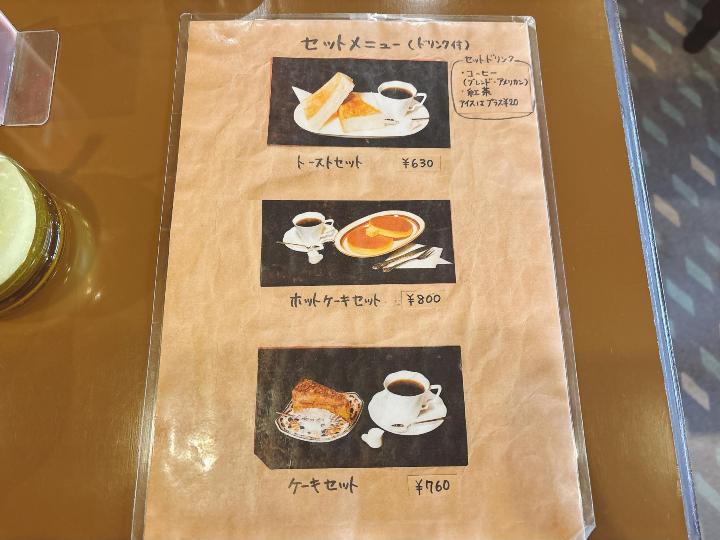 セットメニュー(ドリンク付)
セットドリンク
・コーヒー
(ブレンド・アメリカン)
・紅茶
アイスはプラス¥20
トーストセット ¥630
ホットケーキセット ¥800
ケーキセット ¥760